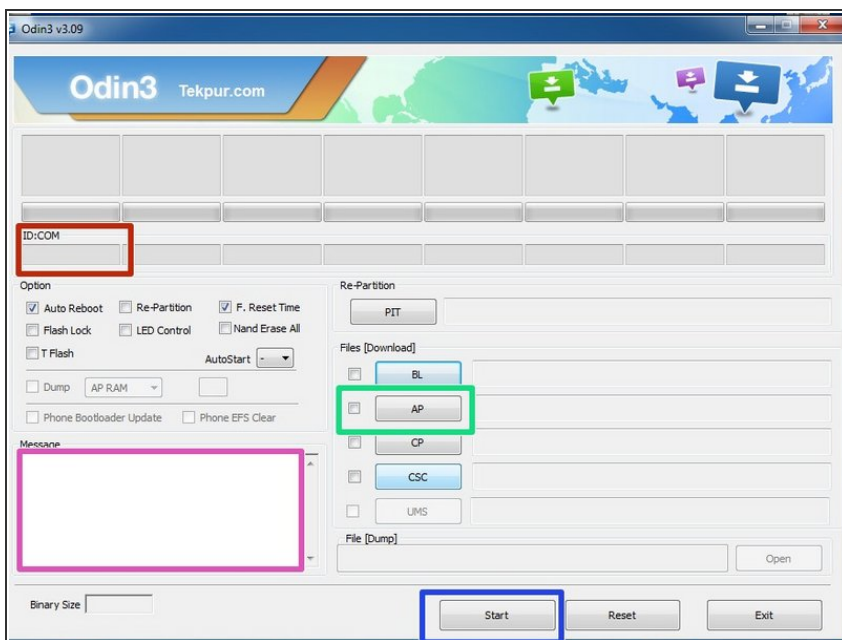 Odin3 v3.09
Odin3 Tekpur.com
ID:COM
Option
Auto Reboot Re-Partition F. Reset Time
Flash Lock LED Control Nand Erase All
T Flash AutoStart -
Dump AP RAM
Phone Bootloader Update Phone EFS Clear
Message
Re-Partition
PIT
Files [Download]
BL
AP
CP
CSC
UMS
File [Dump]
Open
Binary Size
Start Reset Exit